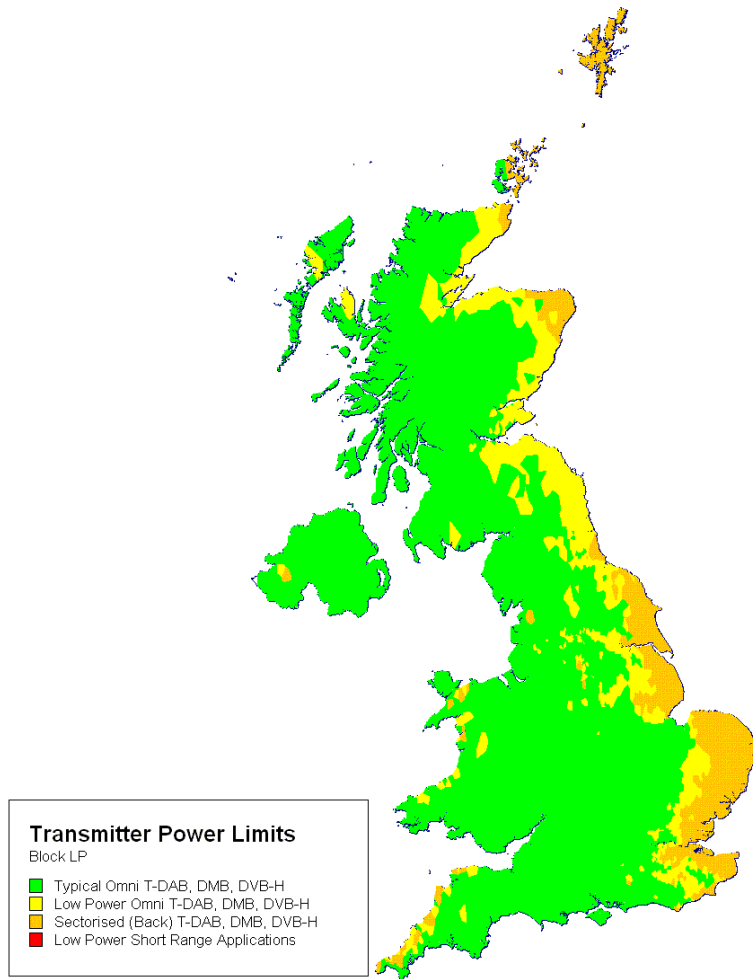 Transmitter Power Limits
Block LP
Typical Omni T-DAB, DMB, DVB-H
Low Power Omni T-DAB, DMB, DVB-H
Sectorised (Back) T-DAB, DMB, DVB-H
Low Power Short Range Applications